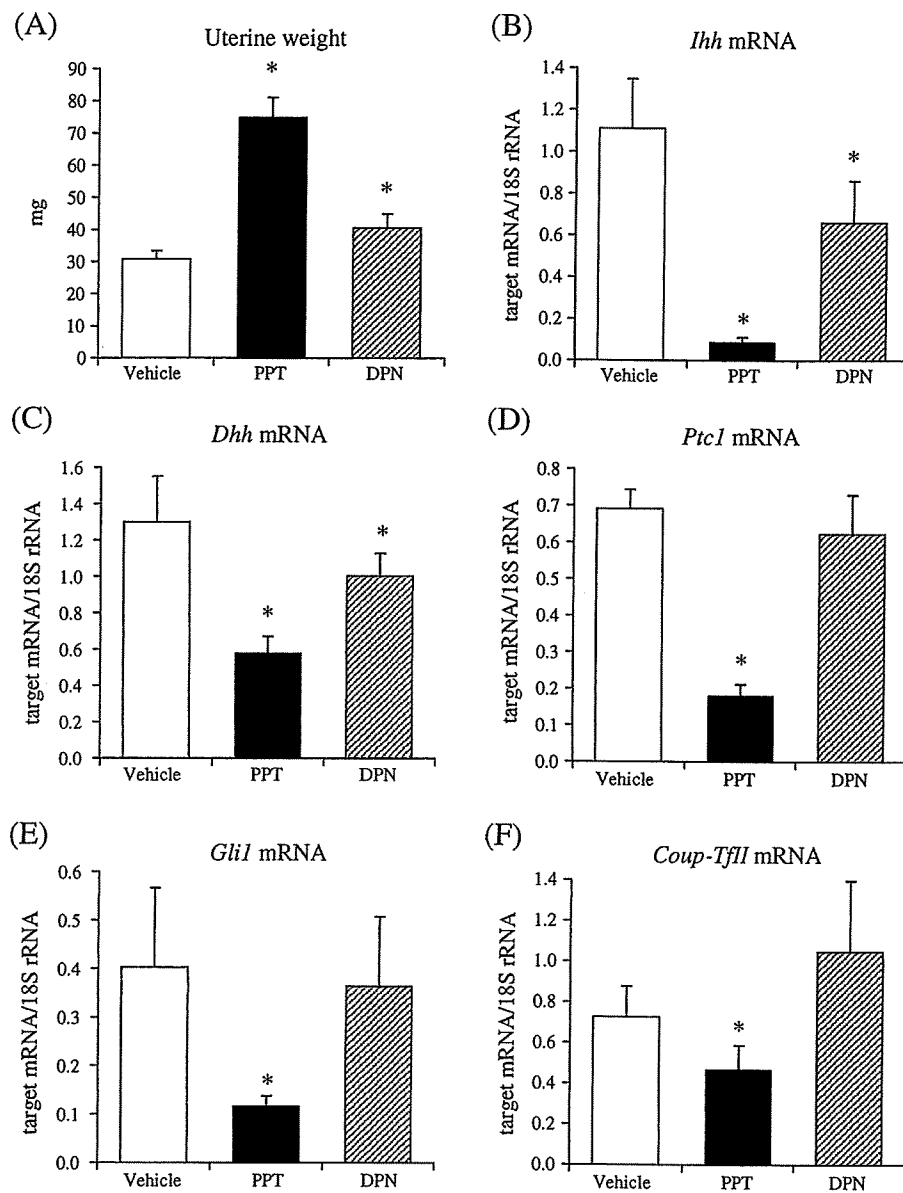 (A)
Uterine weight
90
80
70
60
50
40
30
20
10
0
mg
*
*
Vehicle PPT DPN
(B)
Ihh mRNA
1.4
1.2
1.0
0.8
0.6
0.4
0.2
0.0
target mRNA/18S rRNA
*
*
Vehicle PPT DPN
(C)
Dhh mRNA
1.6
1.4
1.2
1.0
0.8
0.6
0.4
0.2
0.0
target mRNA/18S rRNA
*
*
Vehicle PPT DPN
(D)
Ptc1 mRNA
0.8
0.7
0.6
0.5
0.4
0.3
0.2
0.1
0.0
target mRNA/18S rRNA
*
Vehicle PPT DPN
(E)
Gli1 mRNA
0.6
0.5
0.4
0.3
0.2
0.1
0.0
target mRNA/18S rRNA
*
Vehicle PPT DPN
(F)
Coup-TfII mRNA
1.4
1.2
1.0
0.8
0.6
0.4
0.2
0.0
target mRNA/18S rRNA
*
Vehicle PPT DPN